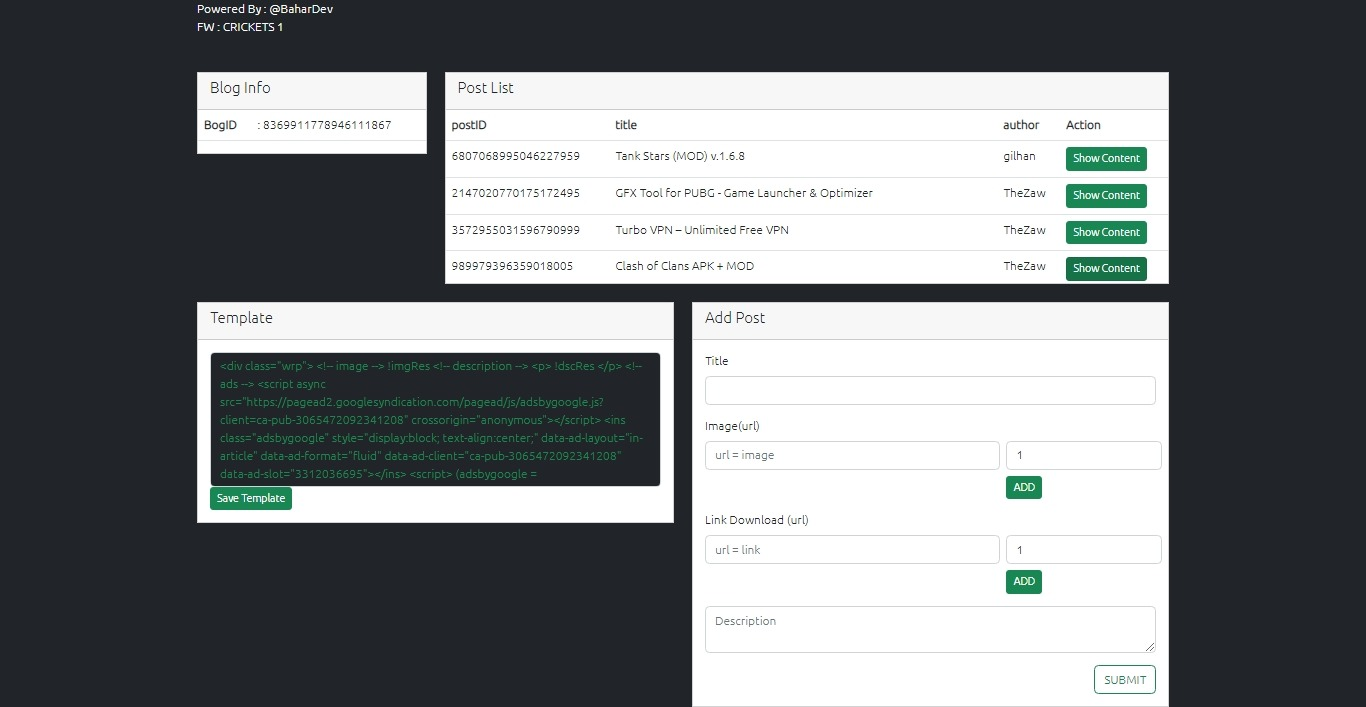 Powered By : @BaharDev
FW : CRICKETS 1
Blog Info
BogID : 8369911778946111867
Post List
postID title author Action
6807068995046227959 Tank Stars (MOD) v.1.6.8 gilhan Show Content
2147020770175172495 GFX Tool for PUBG - Game Launcher & Optimizer TheZaw Show Content
3572955031596790999 Turbo VPN – Unlimited Free VPN TheZaw Show Content
989979396359018005 Clash of Clans APK + MOD TheZaw Show Content
Template
<div class="wrp"> <!-- image --> !imgRes <!-- description --> <p> !dscRes </p> <!--
ads --> <script async
src="https://pagead2.googlesyndication.com/pagead/js/adsbygoogle.js?
client=ca-pub-3065472092341208" crossorigin="anonymous"></script> <ins
class="adsbygoogle" style="display:block; text-align:center;" data-ad-layout="in-
article" data-ad-format="fluid" data-ad-client="ca-pub-3065472092341208"
data-ad-slot="3312036695"></ins> <script> (adsbygoogle =
Save Template
Add Post
Title
Image(url)
url = image 1
ADD
Link Download (url)
url = link 1
ADD
Description
SUBMIT